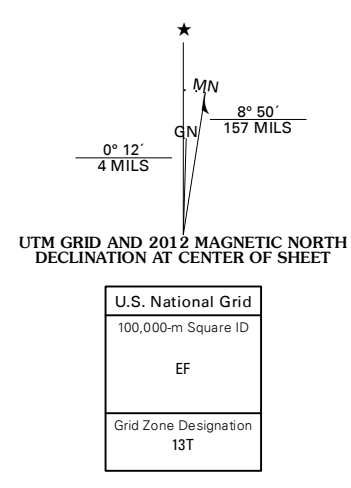 ★
MN
8° 50´
157 MILS
GN
0° 12´
4 MILS
UTM GRID AND 2012 MAGNETIC NORTH
DECLINATION AT CENTER OF SHEET
U.S. National Grid
100,000-m Square ID
EF
Grid Zone Designation
13T